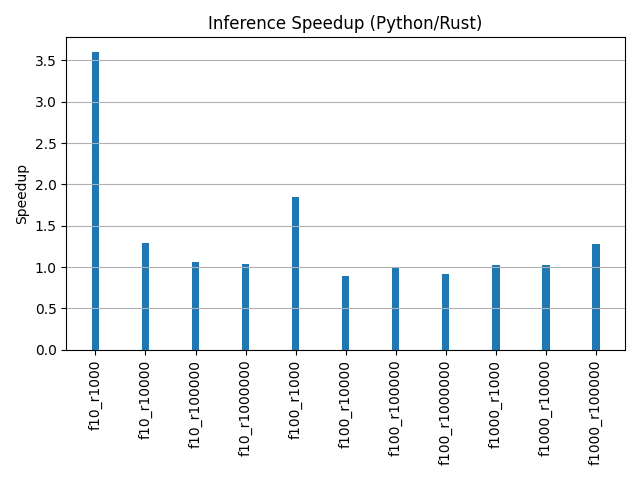 Inference Speedup (Python/Rust)
Speedup
3.5
3.0
2.5
2.0
1.5
1.0
0.5
0.0
f10_r1000
f10_r10000
f10_r100000
f10_r1000000
f100_r1000
f100_r10000
f100_r100000
f100_r1000000
f1000_r1000
f1000_r10000
f1000_r100000